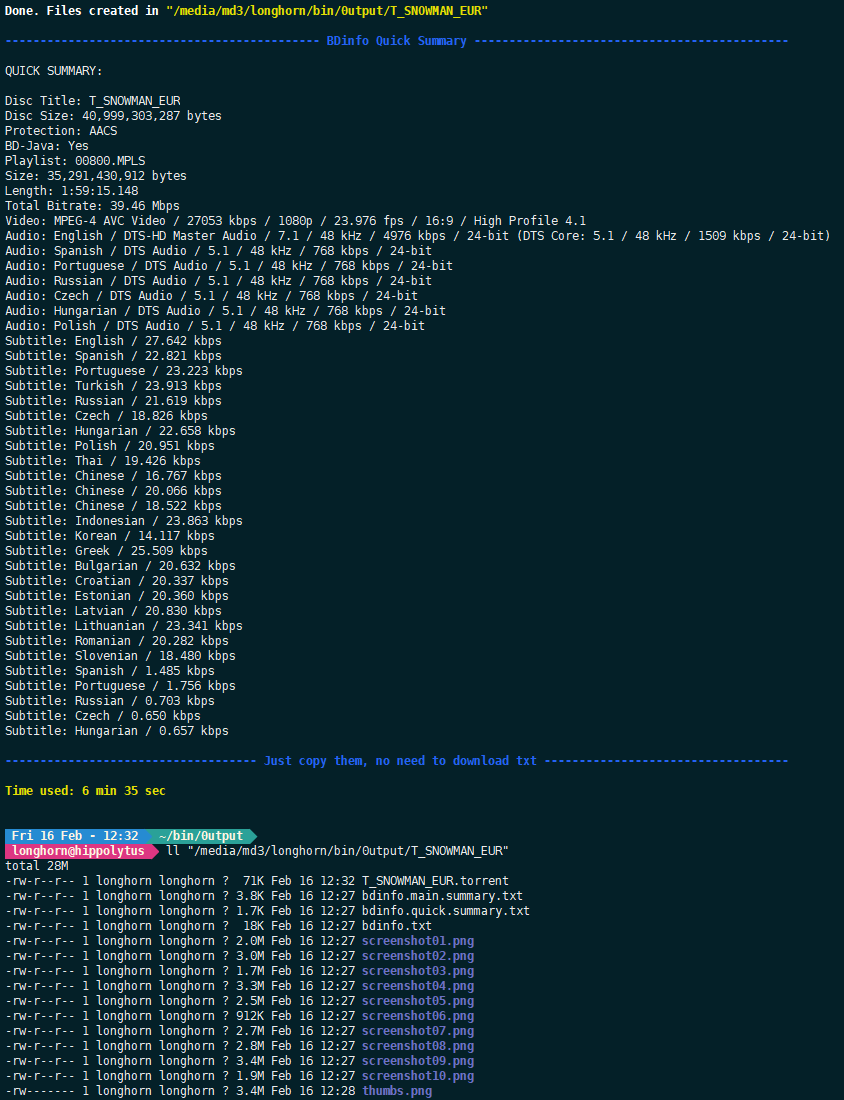 Done. Files created in "/media/md3/longhorn/bin/0utput/T_SNOWMAN_EUR"
--------------------------------------------- BDinfo Quick Summary ---------------------------------------------
QUICK SUMMARY:
Disc Title: T_SNOWMAN_EUR
Disc Size: 40,999,303,287 bytes
Protection: AACS
BD-Java: Yes
Playlist: 00800.MPLS
Size: 35,291,430,912 bytes
Length: 1:59:15.148
Total Bitrate: 39.46 Mbps
Video: MPEG-4 AVC Video / 27053 kbps / 1080p / 23.976 fps / 16:9 / High Profile 4.1
Audio: English / DTS-HD Master Audio / 7.1 / 48 kHz / 4976 kbps / 24-bit (DTS Core: 5.1 / 48 kHz / 1509 kbps / 24-bit)
Audio: Spanish / DTS Audio / 5.1 / 48 kHz / 768 kbps / 24-bit
Audio: Portuguese / DTS Audio / 5.1 / 48 kHz / 768 kbps / 24-bit
Audio: Russian / DTS Audio / 5.1 / 48 kHz / 768 kbps / 24-bit
Audio: Czech / DTS Audio / 5.1 / 48 kHz / 768 kbps / 24-bit
Audio: Hungarian / DTS Audio / 5.1 / 48 kHz / 768 kbps / 24-bit
Audio: Polish / DTS Audio / 5.1 / 48 kHz / 768 kbps / 24-bit
Subtitle: English / 27.642 kbps
Subtitle: Spanish / 22.821 kbps
Subtitle: Portuguese / 23.223 kbps
Subtitle: Turkish / 23.913 kbps
Subtitle: Russian / 21.619 kbps
Subtitle: Czech / 18.826 kbps
Subtitle: Hungarian / 22.658 kbps
Subtitle: Polish / 20.951 kbps
Subtitle: Thai / 19.426 kbps
Subtitle: Chinese / 16.767 kbps
Subtitle: Chinese / 20.066 kbps
Subtitle: Chinese / 18.522 kbps
Subtitle: Indonesian / 23.863 kbps
Subtitle: Korean / 14.117 kbps
Subtitle: Greek / 25.509 kbps
Subtitle: Bulgarian / 20.632 kbps
Subtitle: Croatian / 20.337 kbps
Subtitle: Estonian / 20.360 kbps
Subtitle: Latvian / 20.830 kbps
Subtitle: Lithuanian / 23.341 kbps
Subtitle: Romanian / 20.282 kbps
Subtitle: Slovenian / 18.480 kbps
Subtitle: Spanish / 1.485 kbps
Subtitle: Portuguese / 1.756 kbps
Subtitle: Russian / 0.703 kbps
Subtitle: Czech / 0.650 kbps
Subtitle: Hungarian / 0.657 kbps
------------------------------------ Just copy them, no need to download txt -----------------------------------
Time used: 6 min 35 sec
Fri 16 Feb - 12:32 ~/bin/0utput
longhorn@hippolytus ll "/media/md3/longhorn/bin/0utput/T_SNOWMAN_EUR"
total 28M
-rw-r--r-- 1 longhorn longhorn ?  71K Feb 16 12:32 T_SNOWMAN_EUR.torrent
-rw-r--r-- 1 longhorn longhorn ? 3.8K Feb 16 12:27 bdinfo.main.summary.txt
-rw-r--r-- 1 longhorn longhorn ? 1.7K Feb 16 12:27 bdinfo.quick.summary.txt
-rw-r--r-- 1 longhorn longhorn ?  18K Feb 16 12:27 bdinfo.txt
-rw-r--r-- 1 longhorn longhorn ? 2.0M Feb 16 12:27 screenshot01.png
-rw-r--r-- 1 longhorn longhorn ? 3.0M Feb 16 12:27 screenshot02.png
-rw-r--r-- 1 longhorn longhorn ? 1.7M Feb 16 12:27 screenshot03.png
-rw-r--r-- 1 longhorn longhorn ? 3.3M Feb 16 12:27 screenshot04.png
-rw-r--r-- 1 longhorn longhorn ? 2.5M Feb 16 12:27 screenshot05.png
-rw-r--r-- 1 longhorn longhorn ? 912K Feb 16 12:27 screenshot06.png
-rw-r--r-- 1 longhorn longhorn ? 2.7M Feb 16 12:27 screenshot07.png
-rw-r--r-- 1 longhorn longhorn ? 2.8M Feb 16 12:27 screenshot08.png
-rw-r--r-- 1 longhorn longhorn ? 3.4M Feb 16 12:27 screenshot09.png
-rw-r--r-- 1 longhorn longhorn ? 1.9M Feb 16 12:27 screenshot10.png
-rw------- 1 longhorn longhorn ? 3.4M Feb 16 12:28 thumbs.png